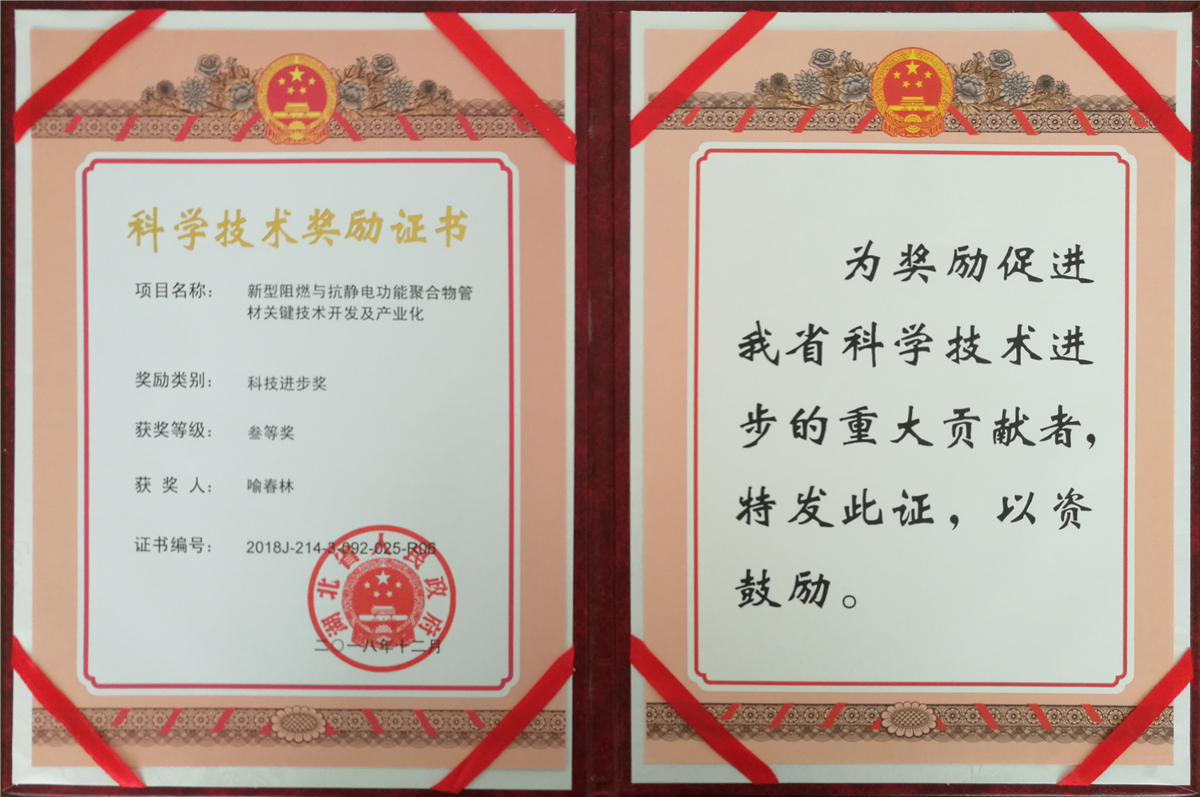 科学技术奖励证书
项目名称： 新型阻燃与抗静电功能聚合物管
材关键技术开发及产业化
奖励类别： 科技进步奖
获奖等级： 叁等奖
获 奖 人： 喻春林
证书编号： 2018J-214-3-092-025-R06
湖北省人民政府
二〇一八年十二月
为奖励促进
我省科学技术进
步的重大贡献者，
特发此证，以资
鼓励。